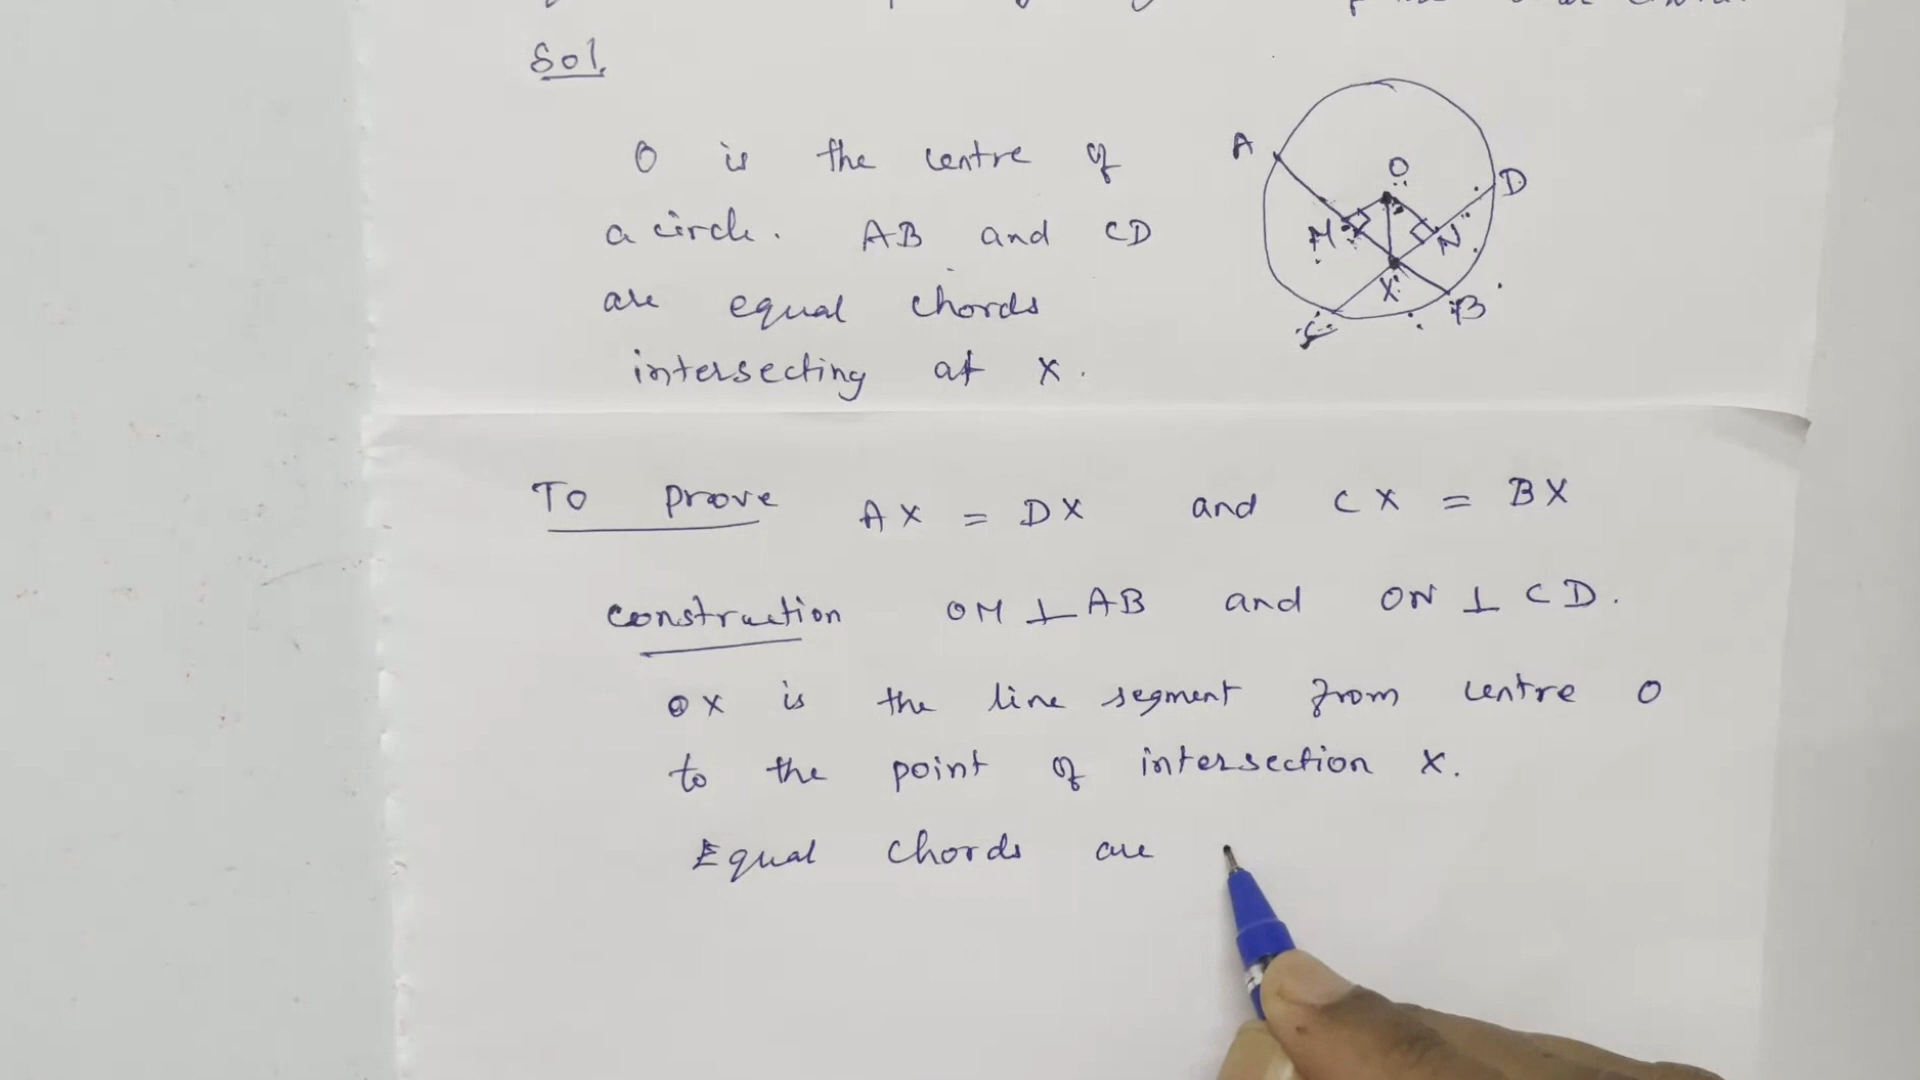 Sol.
O is the centre of
a circle. AB and CD
are equal chords
intersecting at X.
A
O
D
M
N
X
C
B
To prove AX = DX and CX = BX
construction OM ⊥ AB and ON ⊥ CD.
OX is the line segment from centre O
to the point of intersection X.
Equal chords are